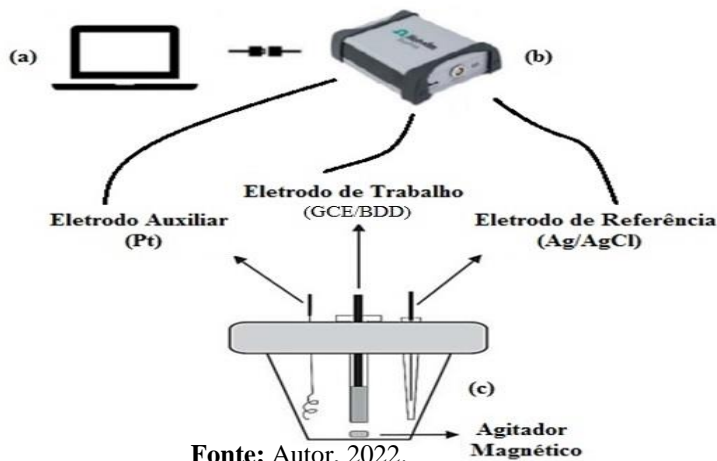 (a)
(b)
Eletrodo de Trabalho
(GCE/BDD)
Eletrodo Auxiliar
(Pt)
Eletrodo de Referência
(Ag/AgCl)
(c)
Agitador
Magnético
Fonte: Autor, 2022.